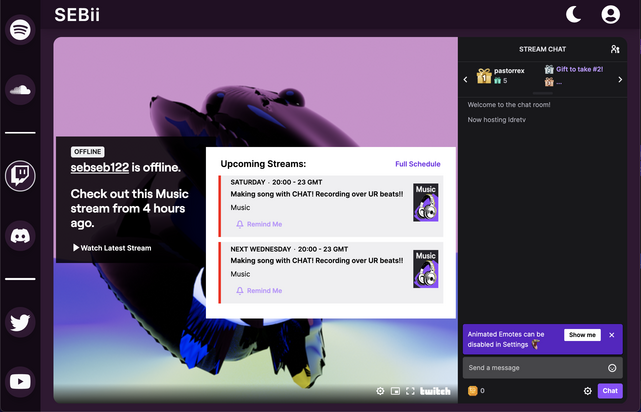 SEBii
OFFLINE
sebseb122 is offline.
Check out this Music
stream from 4 hours
ago.
Watch Latest Stream
Upcoming Streams:
Full Schedule
SATURDAY · 20:00 - 23 GMT
Making song with CHAT! Recording over UR beats!!
Music
Remind Me
Music
NEXT WEDNESDAY · 20:00 - 23 GMT
Making song with CHAT! Recording over UR beats!!
Music
Remind Me
Music
twitch
STREAM CHAT
1
pastorrex
5
Gift to take #2!
...
Welcome to the chat room!
Now hosting ldretv
Animated Emotes can be
disabled in Settings
Show me
Send a message
0
Chat